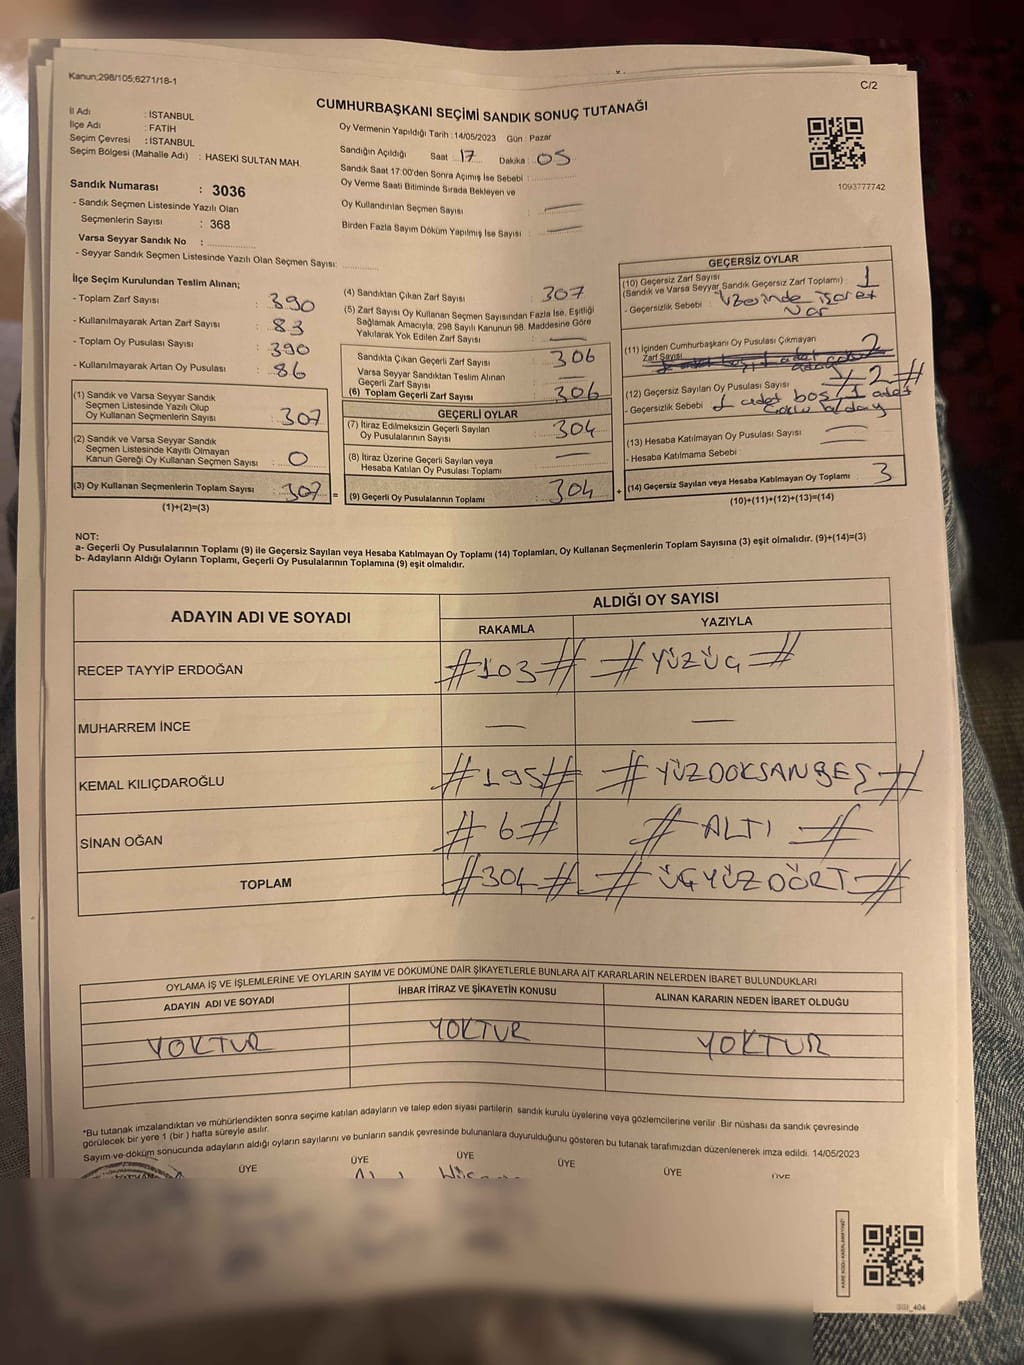 Kanun;298/105;6271/18-1
C/2
CUMHURBAŞKANI SEÇİMİ SANDIK SONUÇ TUTANAĞI
İl Adı : İSTANBUL
İlçe Adı : FATİH
Seçim Çevresi : İSTANBUL
Seçim Bölgesi (Mahalle Adı) : HASEKİ SULTAN MAH.
Sandık Numarası : 3036
- Sandık Seçmen Listesinde Yazılı Olan
Seçmenlerin Sayısı : 368
Varsa Seyyar Sandık No :
- Seyyar Sandık Seçmen Listesinde Yazılı Olan Seçmen Sayısı:
Oy Vermenin Yapıldığı Tarih : 14/05/2023 Gün : Pazar
Sandığın Açıldığı Saat : 17 Dakika : 05
Sandık Saat 17:00'den Sonra Açımış İse Sebebi :
Oy Verme Saati Bitiminde Sırada Bekleyen ve
Oy Kullandırılan Seçmen Sayısı : —
Birden Fazla Sayım Döküm Yapılmış İse Sayısı : —
1093777742
İlçe Seçim Kurulundan Teslim Alınan;
- Toplam Zarf Sayısı : 390
- Kullanılmayarak Artan Zarf Sayısı : 83
- Toplam Oy Pusulası Sayısı : 390
- Kullanılmayarak Artan Oy Pusulası : 86
(1) Sandık ve Varsa Seyyar Sandık
Seçmen Listesinde Yazılı Olup
Oy Kullanan Seçmenlerin Sayısı : 307
(2) Sandık ve Varsa Seyyar Sandık
Seçmen Listesinde Kayıtlı Olmayan
Kanun Gereği Oy Kullanan Seçmen Sayısı : 0
(3) Oy Kullanan Seçmenlerin Toplam Sayısı : 307 =
(1)+(2)=(3)
(4) Sandıktan Çıkan Zarf Sayısı : 307
(5) Zarf Sayısı Oy Kullanan Seçmen Sayısından Fazla İse, Eşitliği
Sağlamak Amacıyla; 298 Sayılı Kanunun 98. Maddesine Göre
Yakılarak Yok Edilen Zarf Sayısı : —
Sandıkta Çıkan Geçerli Zarf Sayısı : 306
Varsa Seyyar Sandıktan Teslim Alınan
Geçerli Zarf Sayısı : —
(6) Toplam Geçerli Zarf Sayısı : 306
GEÇERLİ OYLAR
(7) İtiraz Edilmeksizin Geçerli Sayılan
Oy Pusulalarının Sayısı : 304
(8) İtiraz Üzerine Geçerli Sayılan veya
Hesaba Katılan Oy Pusulası Toplamı : —
(9) Geçerli Oy Pusulalarının Toplamı : 304 +
GEÇERSİZ OYLAR
(10) Geçersiz Zarf Sayısı
(Sandık ve Varsa Seyyar Sandık Geçersiz Zarf Toplamı) : 1
- Geçersizlik Sebebi : Üzerinde işaret
var
(11) İçinden Cumhurbaşkanı Oy Pusulası Çıkmayan
Zarf Sayısı
(12) Geçersiz Sayılan Oy Pusulası Sayısı # 2 #
- Geçersizlik Sebebi 1 adet boş, 1 adet
(13) Hesaba Katılmayan Oy Pusulası Sayısı : —
- Hesaba Katılmama Sebebi : —
(14) Geçersiz Sayılan veya Hesaba Katılmayan Oy Toplamı : 3
(10)+(11)+(12)+(13)=(14)
NOT:
a- Geçerli Oy Pusulalarının Toplamı (9) ile Geçersiz Sayılan veya Hesaba Katılmayan Oy Toplamı (14) Toplamları, Oy Kullanan Seçmenlerin Toplam Sayısına (3) eşit olmalıdır. (9)+(14)=(3)
b- Adayların Aldığı Oyların Toplamı, Geçerli Oy Pusulalarının Toplamına (9) eşit olmalıdır.
ADAYIN ADI VE SOYADI ALDIĞI OY SAYISI
RAKAMLA YAZIYLA
RECEP TAYYİP ERDOĞAN # 103 # # YÜZÜÇ #
MUHARREM İNCE — —
KEMAL KILIÇDAROĞLU # 195 # # YÜZDOKSANBEŞ #
SİNAN OĞAN # 6 # # ALTI #
TOPLAM # 304 # # ÜÇYÜZDÖRT #
OYLAMA İŞ VE İŞLEMLERİNE VE OYLARIN SAYIM VE DÖKÜMÜNE DAİR ŞİKAYETLERLE BUNLARA AİT KARARLARIN NELERDEN İBARET BULUNDUKLARI
ADAYIN ADI VE SOYADI İHBAR İTİRAZ VE ŞİKAYETİN KONUSU ALINAN KARARIN NEDEN İBARET OLDUĞU
YOKTUR YOKTUR YOKTUR
*Bu tutanak imzalandıktan ve mühürlendikten sonra seçime katılan adayların ve talep eden siyasi partilerin sandık kurulu üyelerine veya gözlemcilerine verilir. Bir nüshası da sandık çevresinde
görülecek bir yere 1 (bir ) hafta süreyle asılır.
Sayım ve döküm sonucunda adayların aldığı oyların sayılarını ve bunların sandık çevresinde bulunanlara duyurulduğunu gösteren bu tutanak tarafımızdan düzenlenerek imza edildi. 14/05/2023
ÜYE ÜYE ÜYE ÜYE ÜYE ÜYE